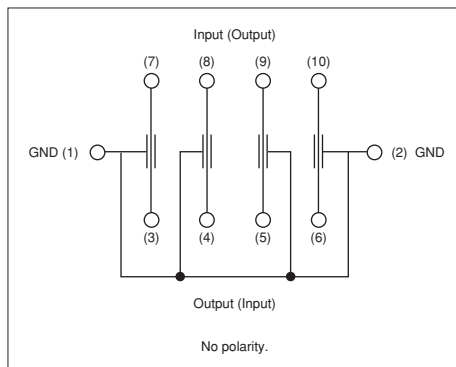 Input (Output)
(7) (8) (9) (10)
GND (1) (2) GND
(3) (4) (5) (6)
Output (Input)
No polarity.